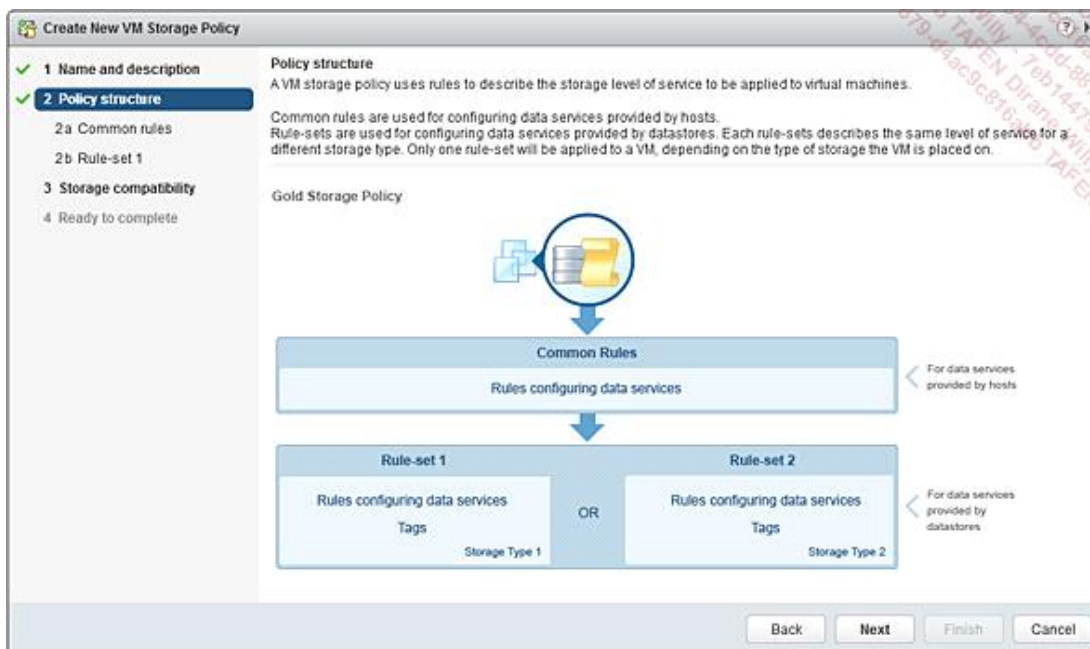 Create New VM Storage Policy
?
1 Name and description
2 Policy structure
2a Common rules
2b Rule-set 1
3 Storage compatibility
4 Ready to complete
Policy structure
A VM storage policy uses rules to describe the storage level of service to be applied to virtual machines.
Common rules are used for configuring data services provided by hosts.
Rule-sets are used for configuring data services provided by datastores. Each rule-sets describes the same level of service for a
different storage type. Only one rule-set will be applied to a VM, depending on the type of storage the VM is placed on.
Gold Storage Policy
Common Rules
Rules configuring data services
For data services
provided by hosts
Rule-set 1
Rules configuring data services
Tags
Storage Type 1
OR
Rule-set 2
Rules configuring data services
Tags
Storage Type 2
For data services
provided by
datastores
Back
Next
Finish
Cancel